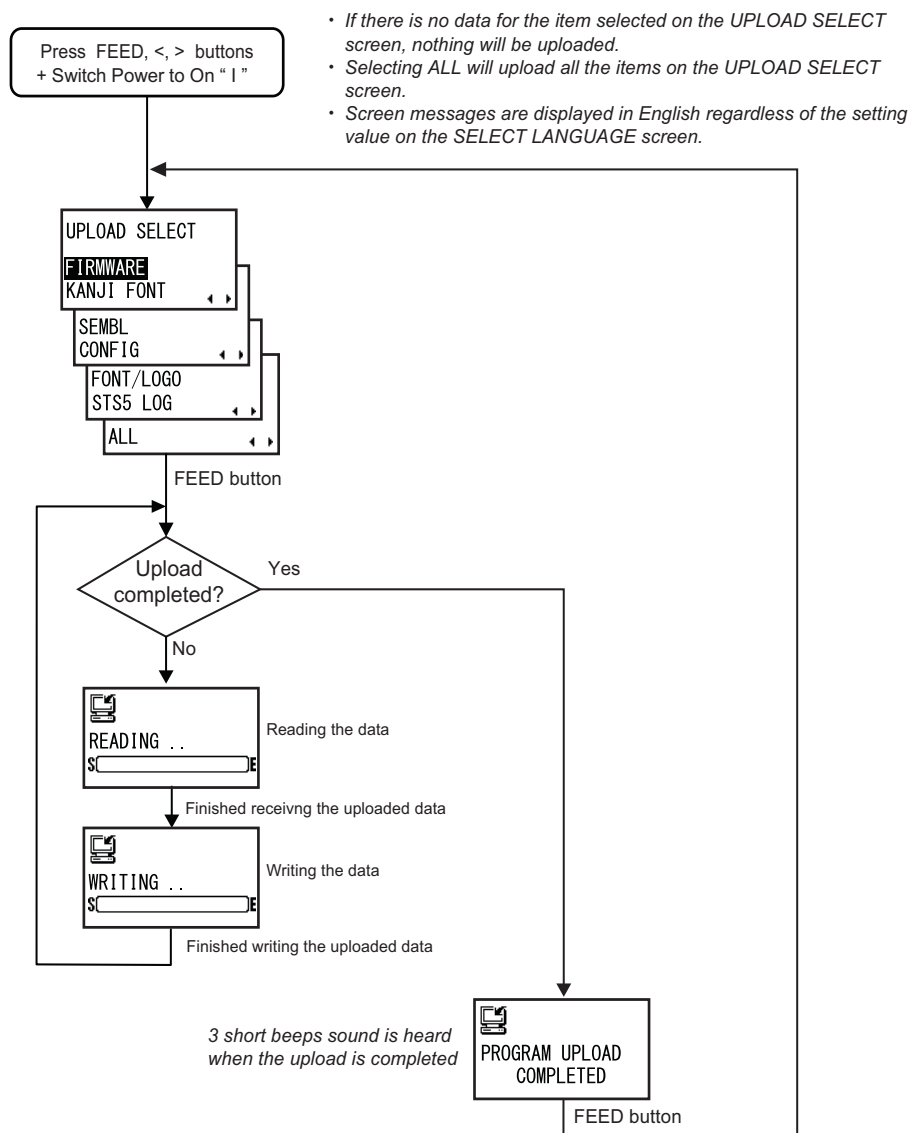 Press FEED, <, > buttons
+ Switch Power to On “ I ”
・ If there is no data for the item selected on the UPLOAD SELECT
screen, nothing will be uploaded.
・ Selecting ALL will upload all the items on the UPLOAD SELECT
screen.
・ Screen messages are displayed in English regardless of the setting
value on the SELECT LANGUAGE screen.
UPLOAD SELECT
FIRMWARE
KANJI FONT
SEMBL
CONFIG
FONT/LOGO
STS5 LOG
ALL
FEED button
Upload
completed?
Yes
No
READING ..
S E
Reading the data
Finished receivng the uploaded data
WRITING ..
S E
Writing the data
Finished writing the uploaded data
3 short beeps sound is heard
when the upload is completed
PROGRAM UPLOAD
COMPLETED
FEED button